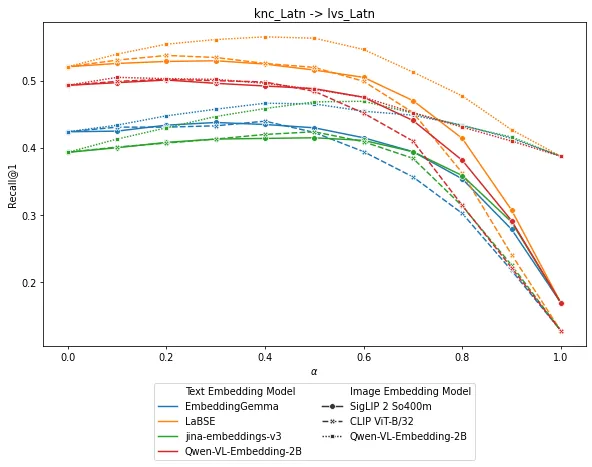 knc_Latn -> lvs_Latn
Recall@1
0.5
0.4
0.3
0.2
0.0 0.2 0.4 0.6 0.8 1.0
α
Text Embedding Model Image Embedding Model
EmbeddingGemma SigLIP 2 So400m
LaBSE CLIP ViT-B/32
jina-embeddings-v3 Qwen-VL-Embedding-2B
Qwen-VL-Embedding-2B